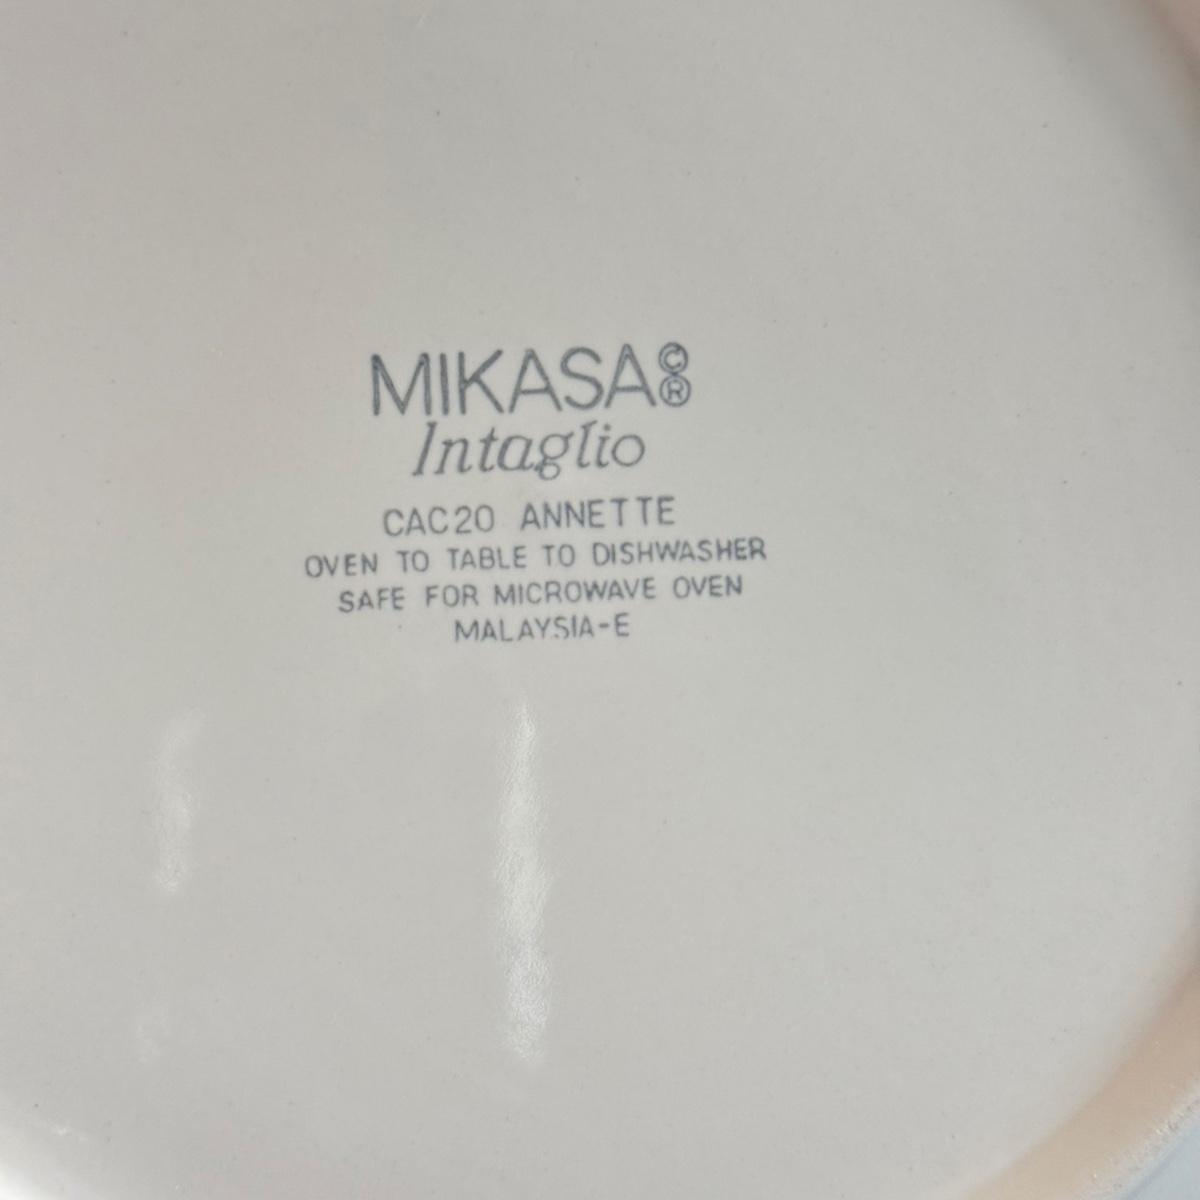 MIKASA©®
Intaglio
CAC20 ANNETTE
OVEN TO TABLE TO DISHWASHER
SAFE FOR MICROWAVE OVEN
MALAYSIA-E